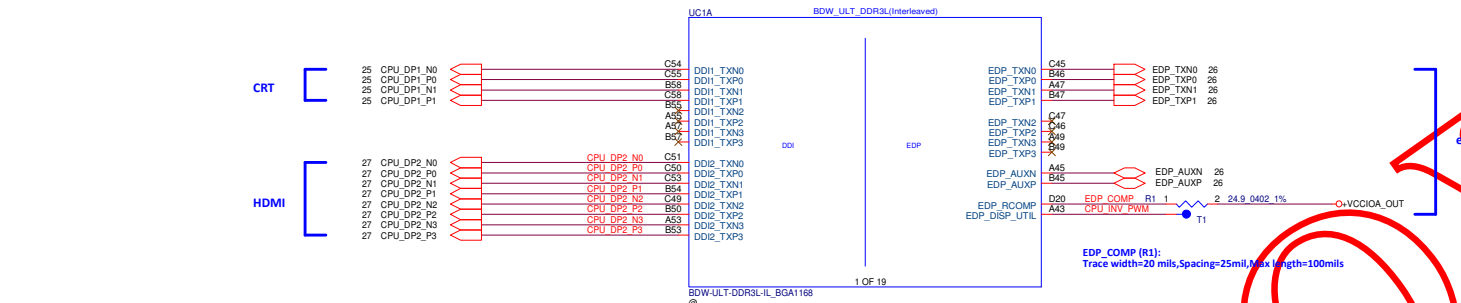 UC1A
BDW_ULT_DDR3L(Interleaved)
CRT
25 CPU_DP1_N0 C54 DDI1_TXN0
25 CPU_DP1_P0 C55 DDI1_TXP0
25 CPU_DP1_N1 B58 DDI1_TXN1
25 CPU_DP1_P1 C58 DDI1_TXP1
B55 DDI1_TXN2
A55 DDI1_TXP2
A57 DDI1_TXN3
B57 DDI1_TXP3
HDMI
27 CPU_DP2_N0 CPU_DP2_N0 C51 DDI2_TXN0
27 CPU_DP2_P0 CPU_DP2_P0 C50 DDI2_TXP0
27 CPU_DP2_N1 CPU_DP2_N1 C53 DDI2_TXN1
27 CPU_DP2_P1 CPU_DP2_P1 B54 DDI2_TXP1
27 CPU_DP2_N2 CPU_DP2_N2 C49 DDI2_TXN2
27 CPU_DP2_P2 CPU_DP2_P2 B50 DDI2_TXP2
27 CPU_DP2_N3 CPU_DP2_N3 A53 DDI2_TXN3
27 CPU_DP2_P3 CPU_DP2_P3 B53 DDI2_TXP3
DDI
EDP
EDP_TXN0 C45 EDP_TXN0 26
EDP_TXP0 B46 EDP_TXP0 26
EDP_TXN1 A47 EDP_TXN1 26
EDP_TXP1 B47 EDP_TXP1 26
EDP_TXN2 C47
EDP_TXP2 C46
EDP_TXN3 A49
EDP_TXP3 B49
EDP_AUXN A45 EDP_AUXN 26
EDP_AUXP B45 EDP_AUXP 26
EDP_RCOMP D20 EDP_COMP R1 1 2 24.9_0402_1% +VCCIOA_OUT
EDP_DISP_UTIL A43 CPU_INV_PWM T1
e
EDP_COMP (R1):
Trace width=20 mils,Spacing=25mil,Max length=100mils
1 OF 19
BDW-ULT-DDR3L-IL_BGA1168
@